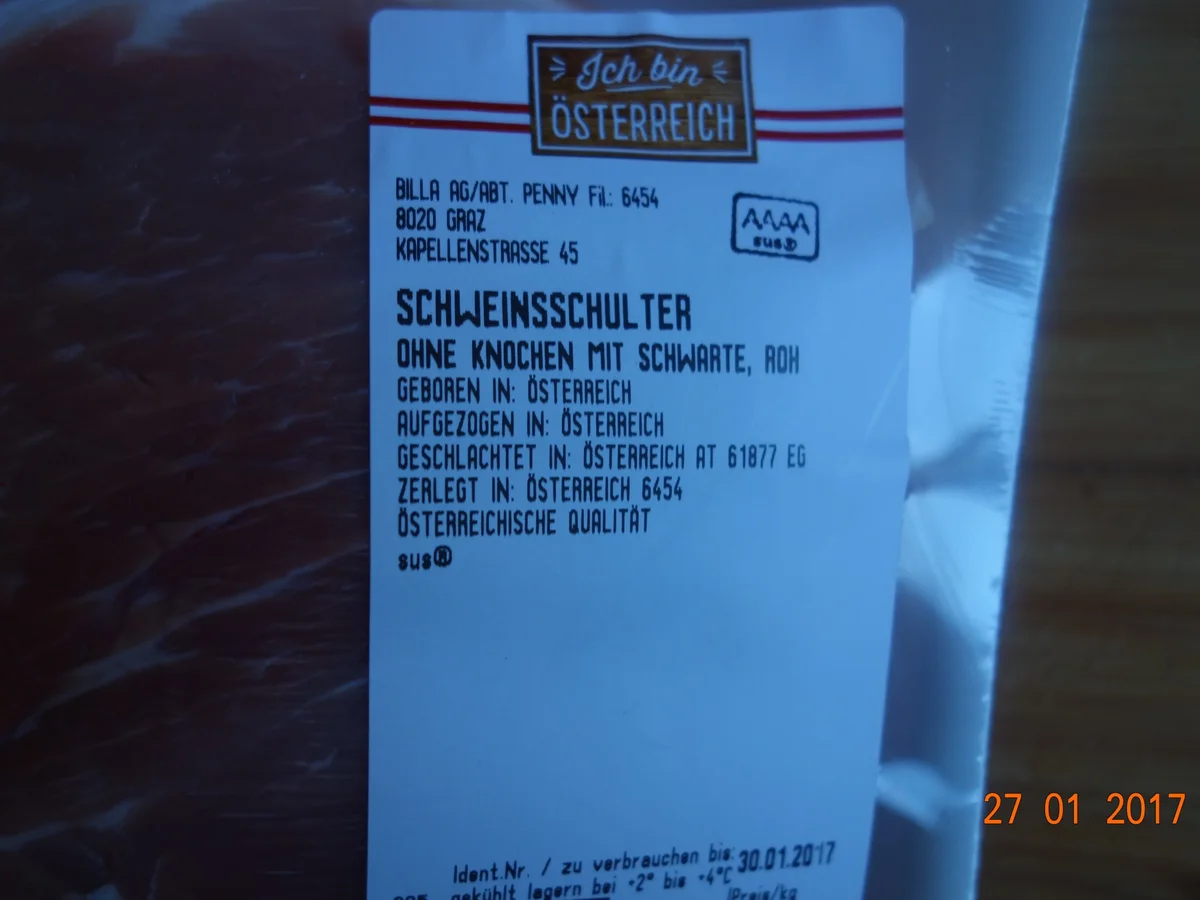 Ich bin
ÖSTERREICH
BILLA AG/ABT. PENNY Fil.: 6454
8020 GRAZ
KAPELLENSTRASSE 45
AAAA
sus®
SCHWEINSSCHULTER
OHNE KNOCHEN MIT SCHWARTE, ROH
GEBOREN IN: ÖSTERREICH
AUFGEZOGEN IN: ÖSTERREICH
GESCHLACHTET IN: ÖSTERREICH AT 61877 EG
ZERLEGT IN: ÖSTERREICH 6454
ÖSTERREICHISCHE QUALITÄT
sus®
27 01 2017
Ident.Nr. / zu verbrauchen bis: 30.01.2017
gekühlt lagern bei +2° bis +4°C
/Preis/kg